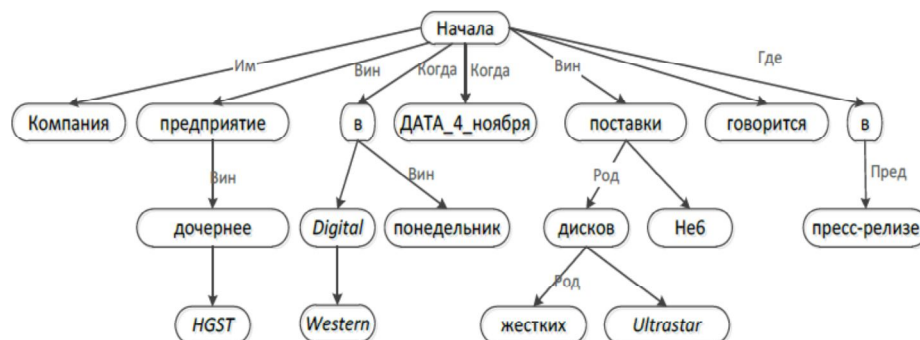 Начала
Им Вин Когда Когда Вин Где
Компания предприятие в ДАТА_4_ноября поставки говорится в
Вин Вин Род Пред
дочернее Digital понедельник дисков He6 пресс-релизе
Род
HGST Western жестких Ultrastar